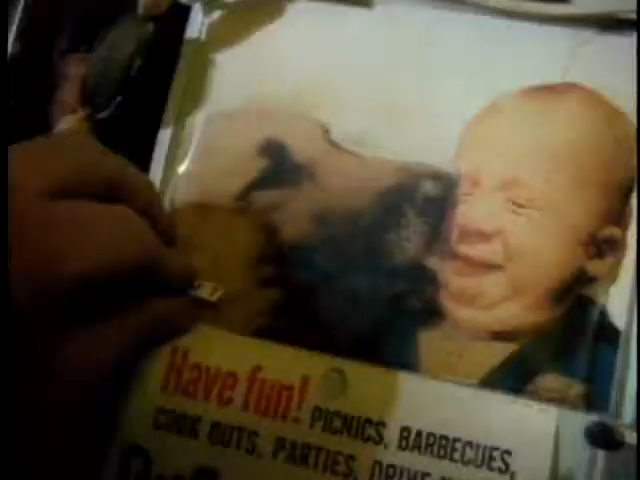 Have fun! PICNICS, BARBECUES,
COOK OUTS, PARTIES, DRIVE